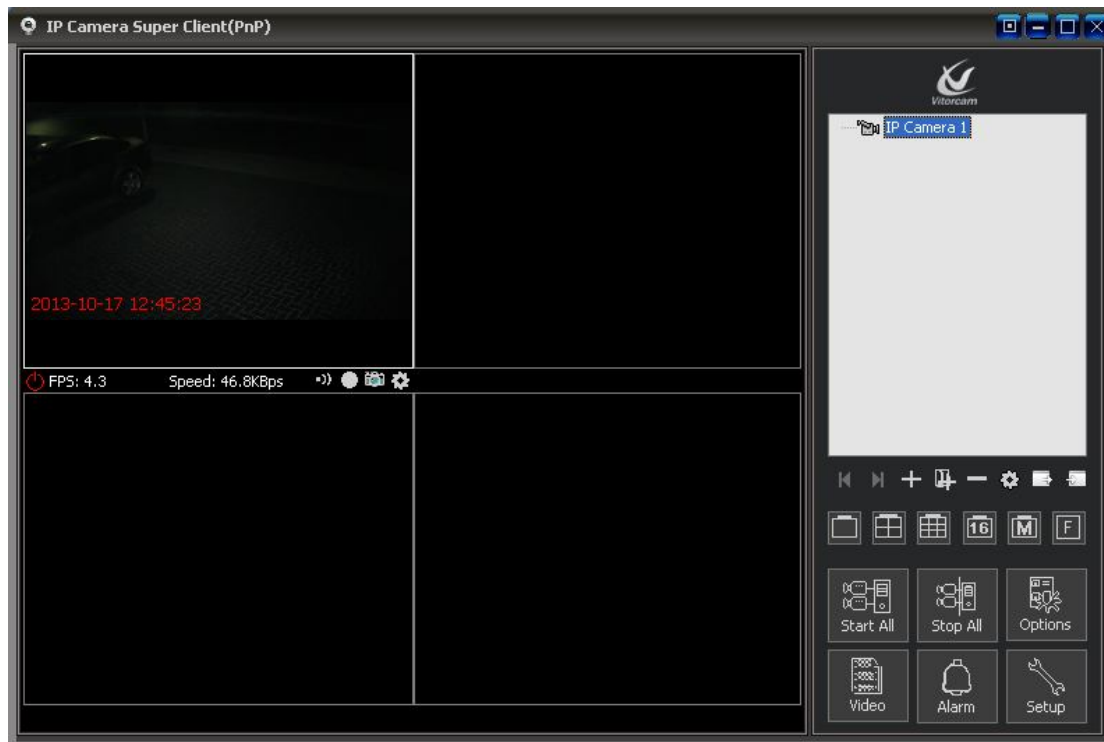 IP Camera Super Client(PnP)
Vitorcam
IP Camera 1
2013-10-17 12:45:23
FPS: 4.3 Speed: 46.8KBps
16 M F
Start All Stop All Options
Video Alarm Setup